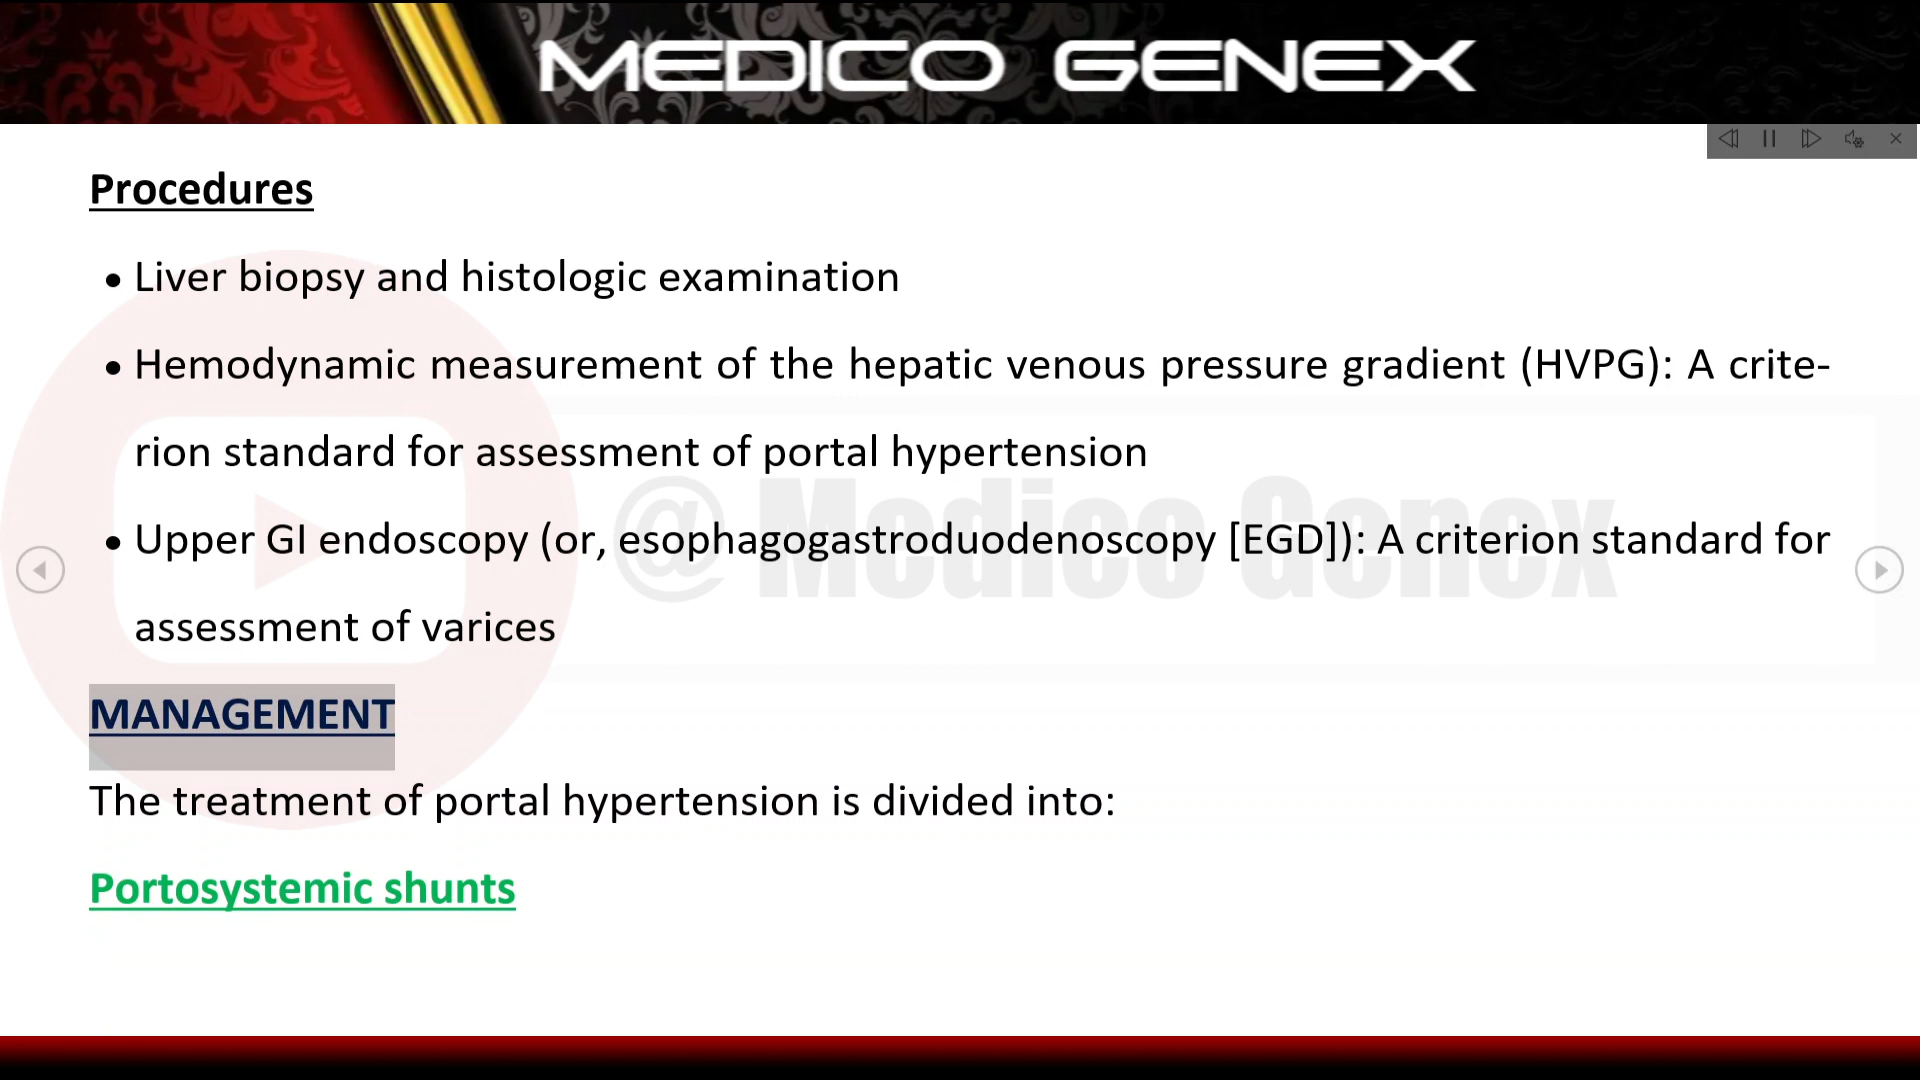 MEDICO GENEX
Procedures
• Liver biopsy and histologic examination
• Hemodynamic measurement of the hepatic venous pressure gradient (HVPG): A crite-
rion standard for assessment of portal hypertension
@ Medico Genex
• Upper GI endoscopy (or, esophagogastroduodenoscopy [EGD]): A criterion standard for
assessment of varices
MANAGEMENT
The treatment of portal hypertension is divided into:
Portosystemic shunts